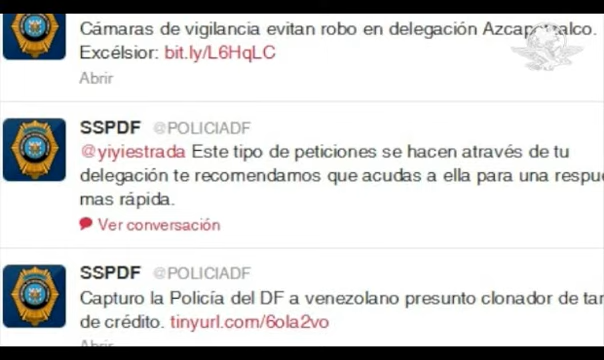 Cámaras de vigilancia evitan robo en delegación Azcapotzalco.
Excélsior: bit.ly/L6HqLC
Abrir
SSPDF @POLICIADF
@yiyiestrada Este tipo de peticiones se hacen através de tu
delegación te recomendamos que acudas a ella para una respue
mas rápida.
Ver conversación
SSPDF @POLICIADF
Capturo la Policía del DF a venezolano presunto clonador de tar
de crédito. tinyurl.com/6ola2vo
Abrir